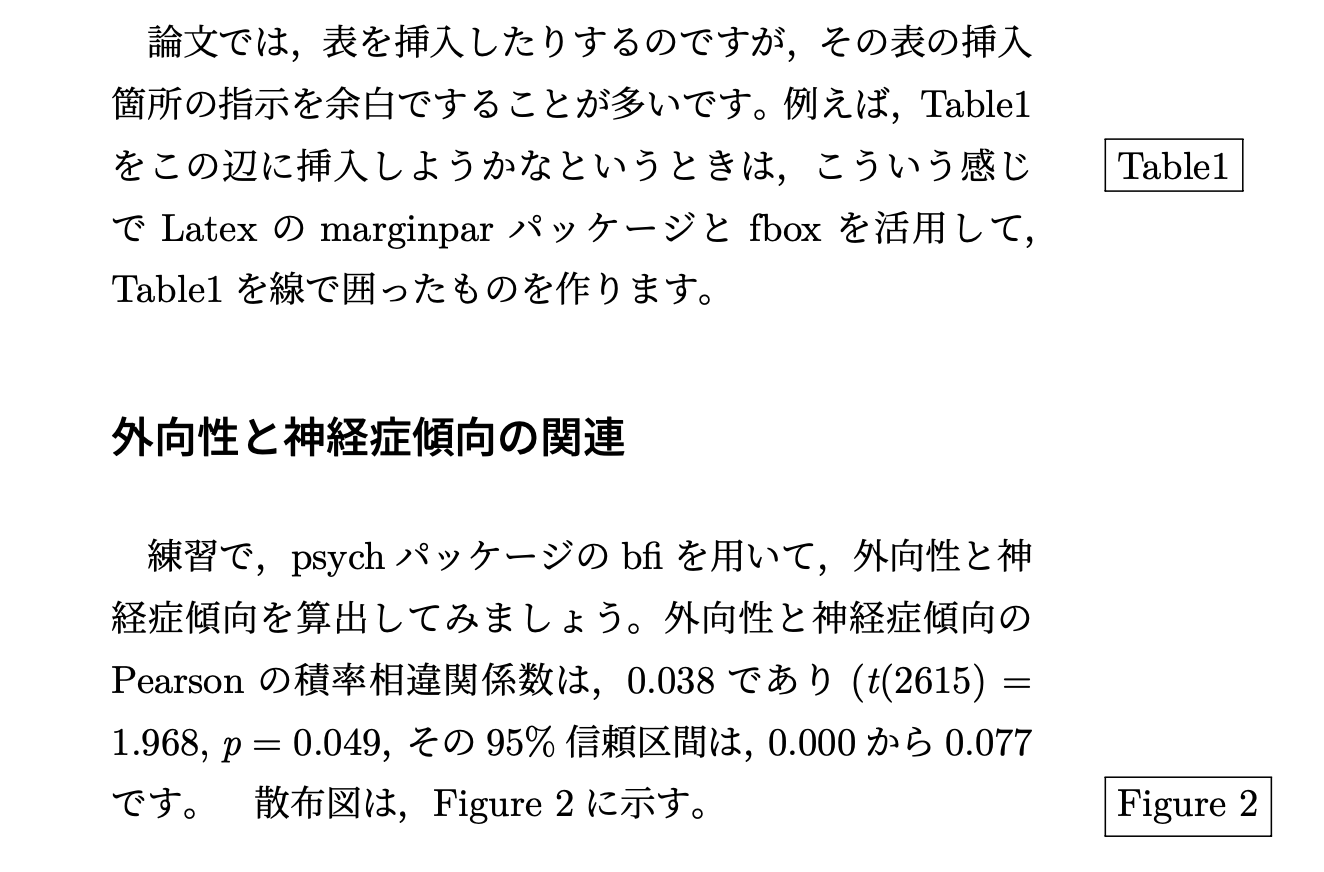 論文では，表を挿入したりするのですが，その表の挿入
箇所の指示を余白ですることが多いです。例えば，Table1
をこの辺に挿入しようかなというときは，こういう感じ
Table1
で Latex の marginpar パッケージと fbox を活用して,
Table1 を線で囲ったものを作ります。
外向性と神経症傾向の関連
練習で，psych パッケージの bfi を用いて，外向性と神
経症傾向を算出してみましょう。外向性と神経症傾向の
Pearson の積率相違関係数は，0.038 であり (t(2615) =
1.968, p = 0.049, その 95% 信頼区間は, 0.000 から 0.077
です。　散布図は，Figure 2 に示す。
Figure 2